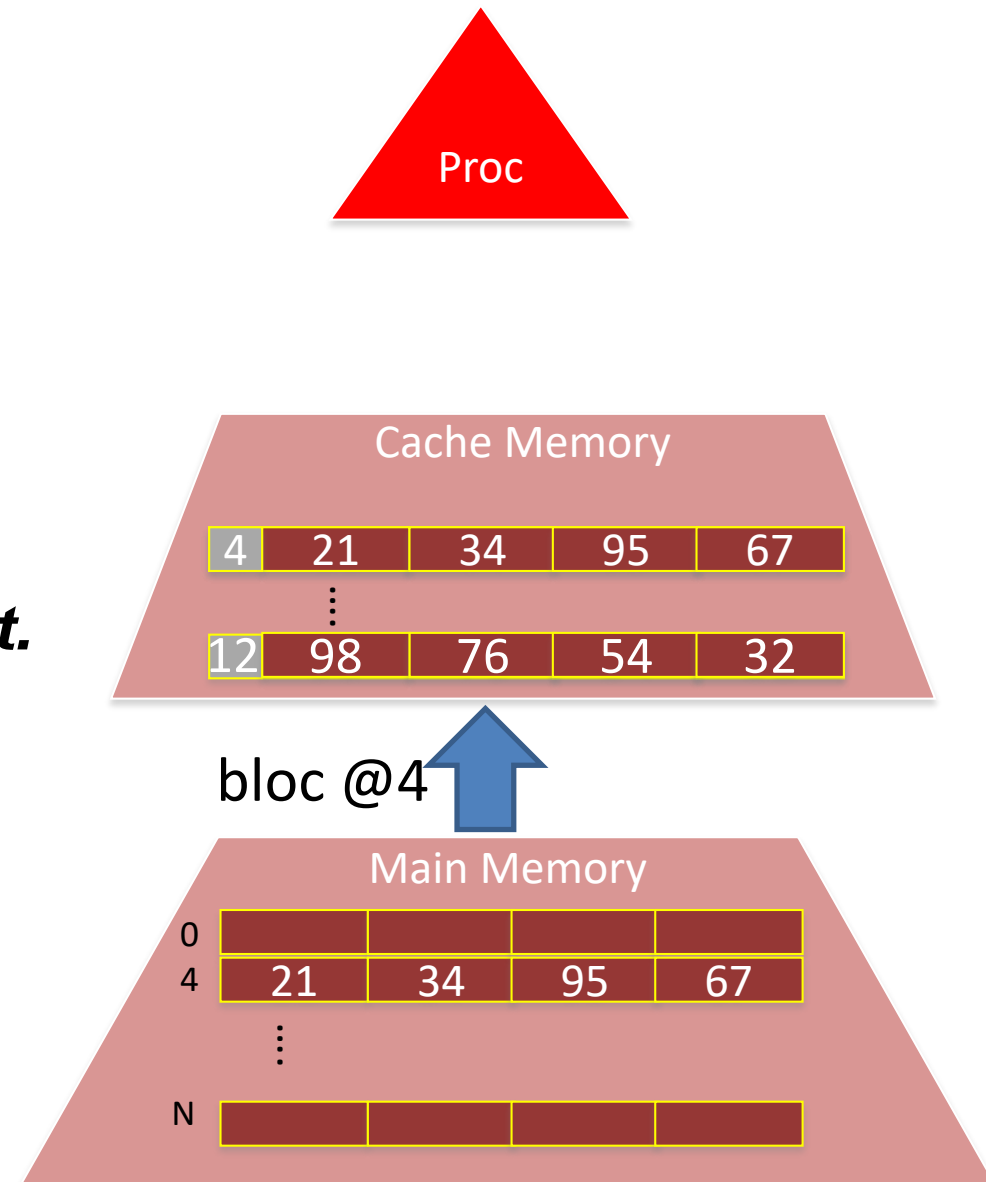 Proc
Cache Memory
4 21 34 95 67
t.
12 98 76 54 32
bloc @4
Main Memory
0
4 21 34 95 67
N